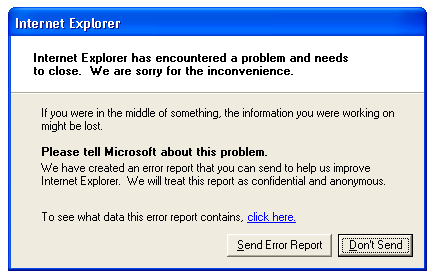 Internet Explorer
Internet Explorer has encountered a problem and needs
to close. We are sorry for the inconvenience.
If you were in the middle of something, the information you were working on
might be lost.
Please tell Microsoft about this problem.
We have created an error report that you can send to help us improve
Internet Explorer. We will treat this report as confidential and anonymous.
To see what data this error report contains, click here.
Send Error Report Don't Send